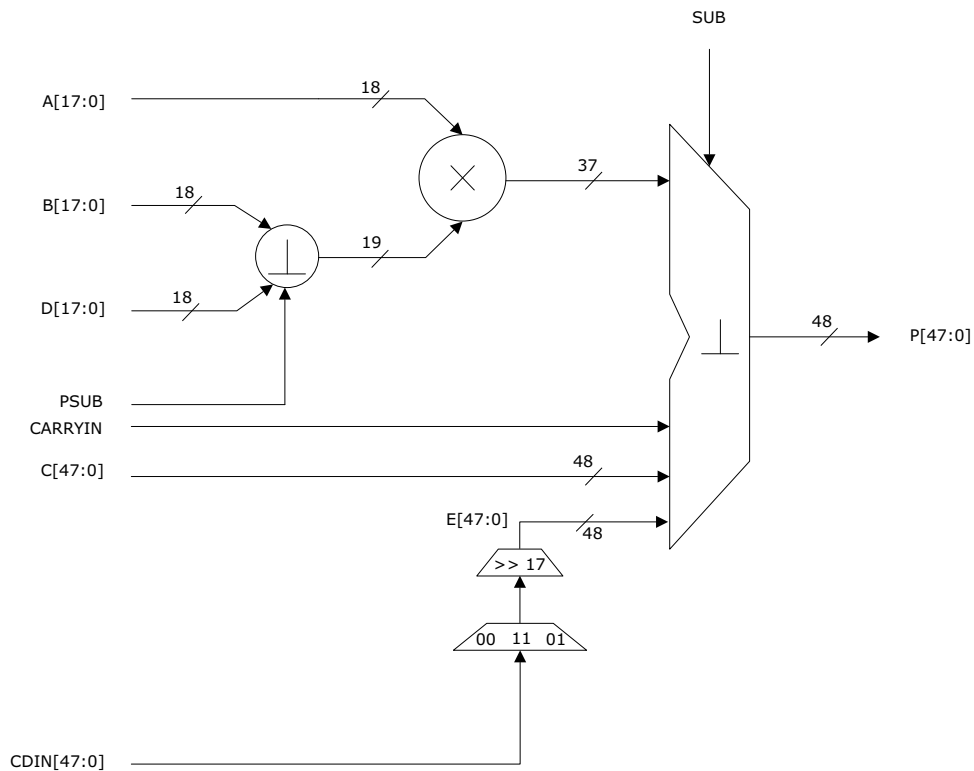 SUB
A[17:0]
18
37
B[17:0]
18
19
D[17:0]
18
48
P[47:0]
PSUB
CARRYIN
C[47:0]
48
E[47:0]
48
>> 17
00 11 01
CDIN[47:0]